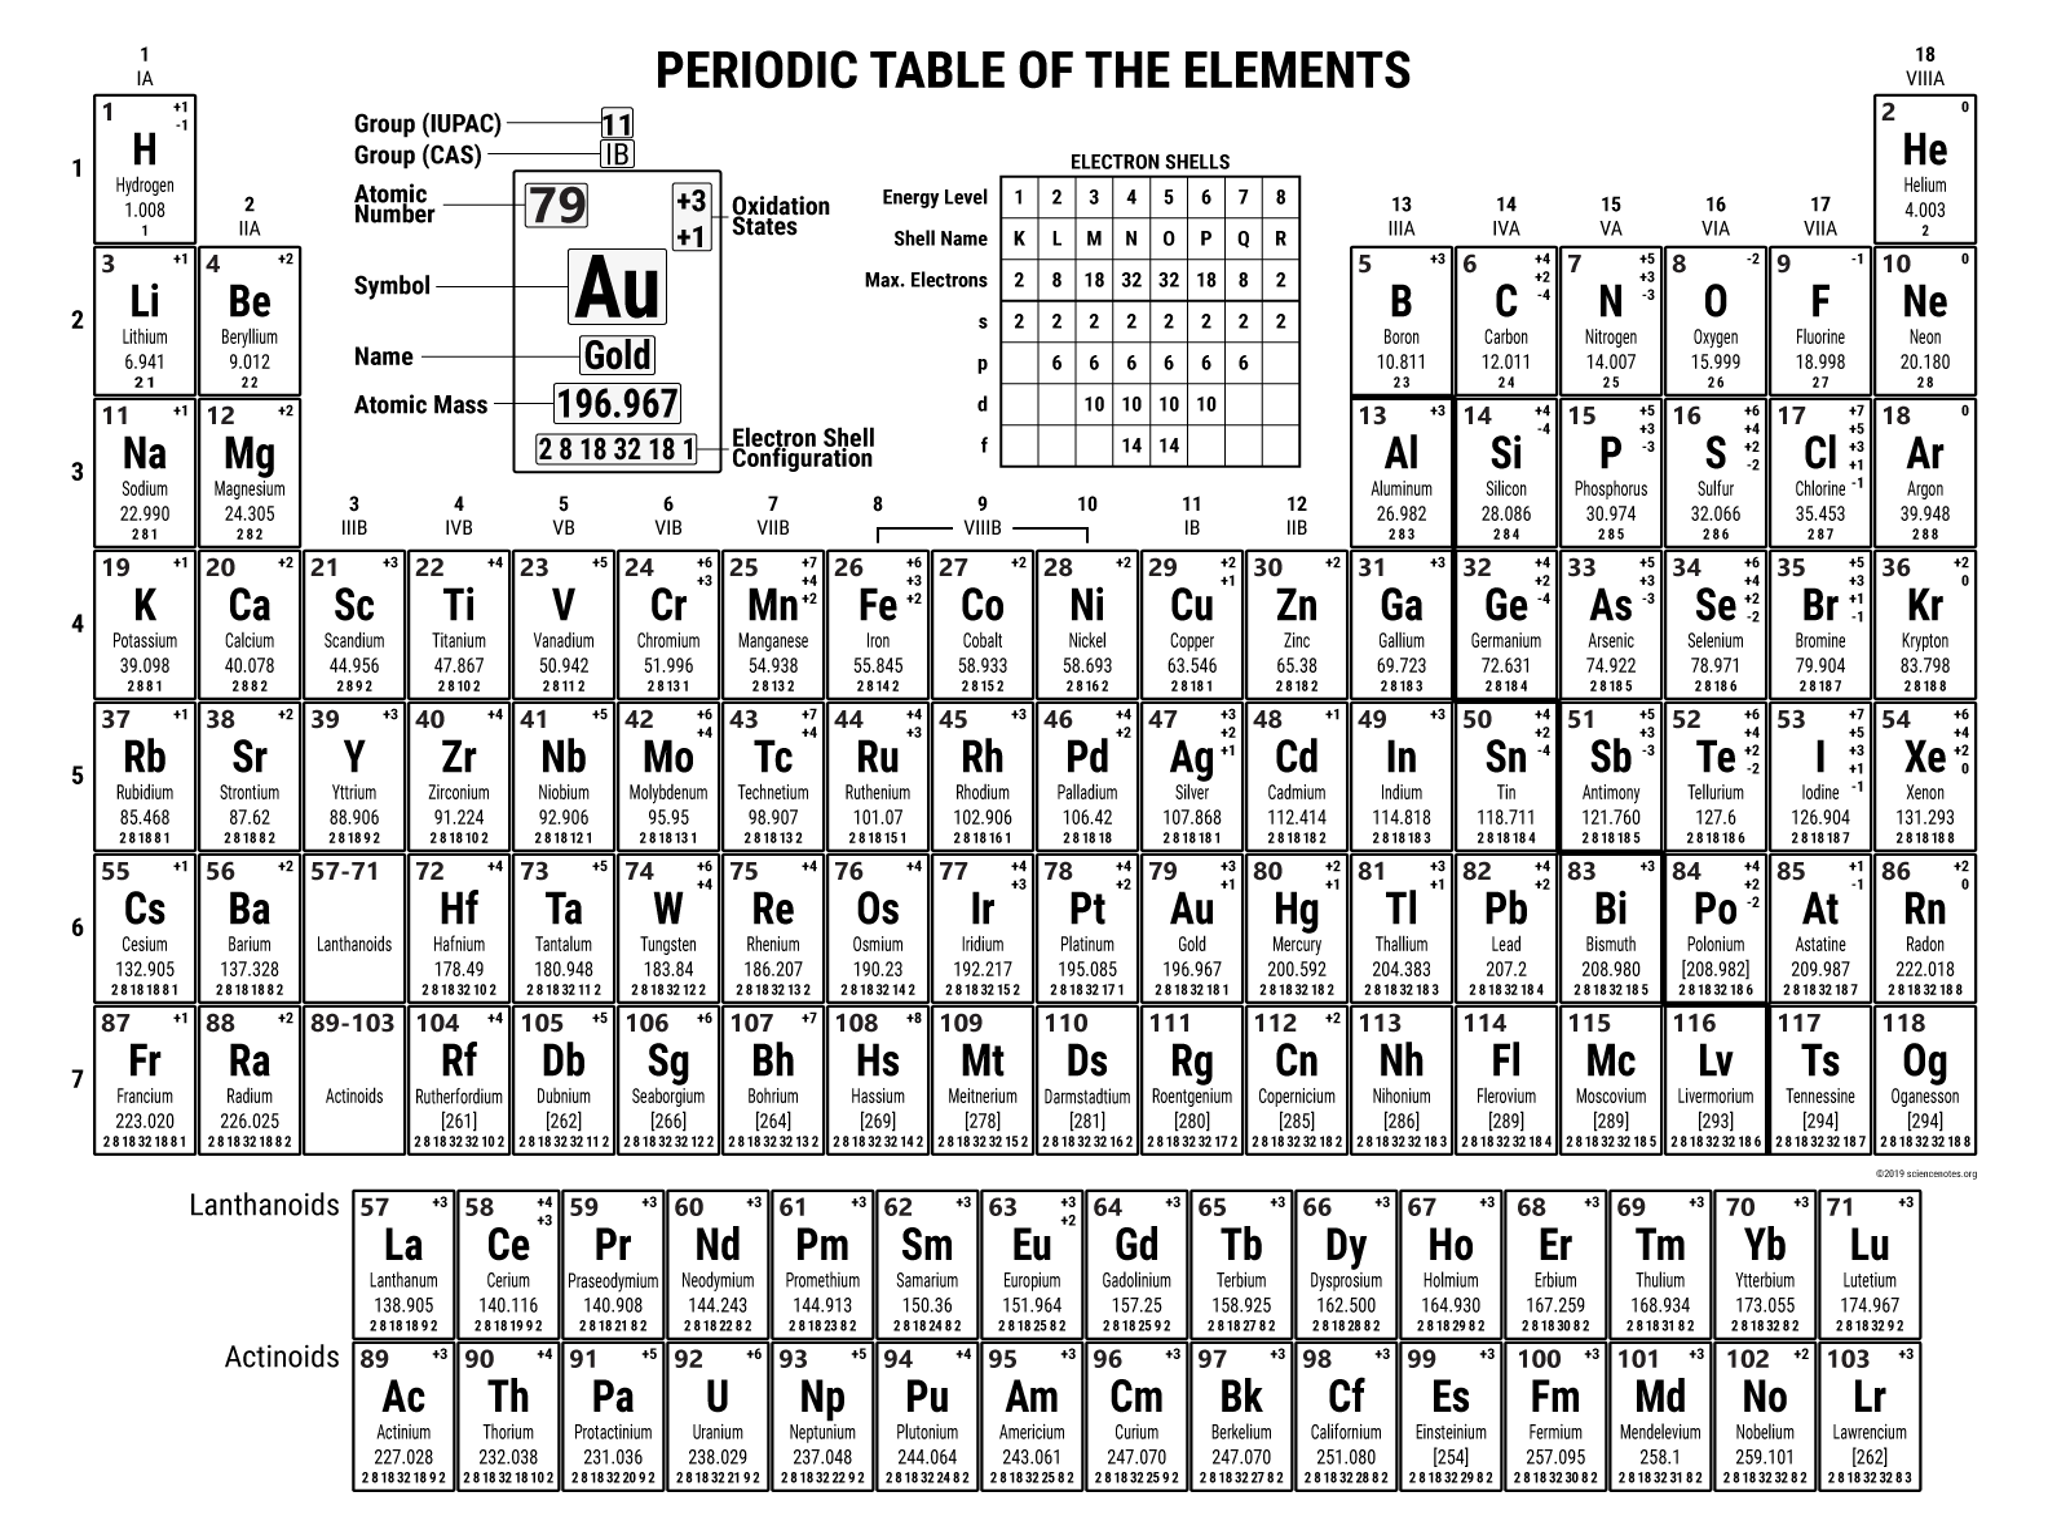 PERIODIC TABLE OF THE ELEMENTS
1 IA
2 IIA
3 IIIB
4 IVB
5 VB
6 VIB
7 VIIB
8 9 10
VIIIB
11 IB
12 IIB
13 IIIA
14 IVA
15 VA
16 VIA
17 VIIA
18 VIIIA
Group (IUPAC) 11
Group (CAS) IB
Atomic Number 79
+3 +1 Oxidation States
Symbol Au
Name Gold
Atomic Mass 196.967
2 8 18 32 18 1 Electron Shell Configuration
ELECTRON SHELLS
Energy Level 1 2 3 4 5 6 7 8
Shell Name K L M N O P Q R
Max. Electrons 2 8 18 32 32 18 8 2
s 2 2 2 2 2 2 2 2
p 6 6 6 6 6 6
d 10 10 10 10
f 14 14
1
1 +1 -1 H Hydrogen 1.008 1
2 0 He Helium 4.003 2
2
3 +1 Li Lithium 6.941 2 1
4 +2 Be Beryllium 9.012 2 2
5 +3 B Boron 10.811 2 3
6 +4 +2 -4 C Carbon 12.011 2 4
7 +5 +3 -3 N Nitrogen 14.007 2 5
8 -2 O Oxygen 15.999 2 6
9 -1 F Fluorine 18.998 2 7
10 0 Ne Neon 20.180 2 8
3
11 +1 Na Sodium 22.990 2 8 1
12 +2 Mg Magnesium 24.305 2 8 2
13 +3 Al Aluminum 26.982 2 8 3
14 +4 -4 Si Silicon 28.086 2 8 4
15 +5 +3 -3 P Phosphorus 30.974 2 8 5
16 +6 +4 +2 -2 S Sulfur 32.066 2 8 6
17 +7 +5 +3 +1 -1 Cl Chlorine 35.453 2 8 7
18 0 Ar Argon 39.948 2 8 8
4
19 +1 K Potassium 39.098 2 8 8 1
20 +2 Ca Calcium 40.078 2 8 8 2
21 +3 Sc Scandium 44.956 2 8 9 2
22 +4 Ti Titanium 47.867 2 8 10 2
23 +5 V Vanadium 50.942 2 8 11 2
24 +6 +3 Cr Chromium 51.996 2 8 13 1
25 +7 +4 +2 Mn Manganese 54.938 2 8 13 2
26 +6 +3 +2 Fe Iron 55.845 2 8 14 2
27 +2 Co Cobalt 58.933 2 8 15 2
28 +2 Ni Nickel 58.693 2 8 16 2
29 +2 +1 Cu Copper 63.546 2 8 18 1
30 +2 Zn Zinc 65.38 2 8 18 2
31 +3 Ga Gallium 69.723 2 8 18 3
32 +4 +2 -4 Ge Germanium 72.631 2 8 18 4
33 +5 +3 -3 As Arsenic 74.922 2 8 18 5
34 +6 +4 +2 -2 Se Selenium 78.971 2 8 18 6
35 +5 +3 +1 -1 Br Bromine 79.904 2 8 18 7
36 +2 0 Kr Krypton 83.798 2 8 18 8
5
37 +1 Rb Rubidium 85.468 2 8 18 8 1
38 +2 Sr Strontium 87.62 2 8 18 8 2
39 +3 Y Yttrium 88.906 2 8 18 9 2
40 +4 Zr Zirconium 91.224 2 8 18 10 2
41 +5 Nb Niobium 92.906 2 8 18 12 1
42 +6 +4 Mo Molybdenum 95.95 2 8 18 13 1
43 +7 +4 Tc Technetium 98.907 2 8 18 13 2
44 +4 +3 Ru Ruthenium 101.07 2 8 18 15 1
45 +3 Rh Rhodium 102.906 2 8 18 16 1
46 +4 +2 Pd Palladium 106.42 2 8 18 18
47 +3 +2 +1 Ag Silver 107.868 2 8 18 18 1
48 +1 Cd Cadmium 112.414 2 8 18 18 2
49 +3 In Indium 114.818 2 8 18 18 3
50 +4 +2 -4 Sn Tin 118.711 2 8 18 18 4
51 +5 +3 -3 Sb Antimony 121.760 2 8 18 18 5
52 +6 +4 +2 -2 Te Tellurium 127.6 2 8 18 18 6
53 +7 +5 +3 +1 -1 I Iodine 126.904 2 8 18 18 7
54 +6 +4 +2 0 Xe Xenon 131.293 2 8 18 18 8
6
55 +1 Cs Cesium 132.905 2 8 18 18 8 1
56 +2 Ba Barium 137.328 2 8 18 18 8 2
57-71 Lanthanoids
72 +4 Hf Hafnium 178.49 2 8 18 32 10 2
73 +5 Ta Tantalum 180.948 2 8 18 32 11 2
74 +6 +4 W Tungsten 183.84 2 8 18 32 12 2
75 +4 Re Rhenium 186.207 2 8 18 32 13 2
76 +4 Os Osmium 190.23 2 8 18 32 14 2
77 +4 +3 Ir Iridium 192.217 2 8 18 32 15 2
78 +4 +2 Pt Platinum 195.085 2 8 18 32 17 1
79 +3 +1 Au Gold 196.967 2 8 18 32 18 1
80 +2 +1 Hg Mercury 200.592 2 8 18 32 18 2
81 +3 +1 Tl Thallium 204.383 2 8 18 32 18 3
82 +4 +2 Pb Lead 207.2 2 8 18 32 18 4
83 +3 Bi Bismuth 208.980 2 8 18 32 18 5
84 +4 +2 -2 Po Polonium [208.982] 2 8 18 32 18 6
85 +1 -1 At Astatine 209.987 2 8 18 32 18 7
86 +2 0 Rn Radon 222.018 2 8 18 32 18 8
7
87 +1 Fr Francium 223.020 2 8 18 32 18 8 1
88 +2 Ra Radium 226.025 2 8 18 32 18 8 2
89-103 Actinoids
104 +4 Rf Rutherfordium [261] 2 8 18 32 32 10 2
105 +5 Db Dubnium [262] 2 8 18 32 32 11 2
106 +6 Sg Seaborgium [266] 2 8 18 32 32 12 2
107 +7 Bh Bohrium [264] 2 8 18 32 32 13 2
108 +8 Hs Hassium [269] 2 8 18 32 32 14 2
109 Mt Meitnerium [278] 2 8 18 32 32 15 2
110 Ds Darmstadtium [281] 2 8 18 32 32 16 2
111 Rg Roentgenium [280] 2 8 18 32 32 17 2
112 +2 Cn Copernicium [285] 2 8 18 32 32 18 2
113 Nh Nihonium [286] 2 8 18 32 32 18 3
114 Fl Flerovium [289] 2 8 18 32 32 18 4
115 Mc Moscovium [289] 2 8 18 32 32 18 5
116 Lv Livermorium [293] 2 8 18 32 32 18 6
117 Ts Tennessine [294] 2 8 18 32 32 18 7
118 Og Oganesson [294] 2 8 18 32 32 18 8
©2019 sciencenotes.org
Lanthanoids
57 +3 La Lanthanum 138.905 2 8 18 18 9 2
58 +4 +3 Ce Cerium 140.116 2 8 18 19 9 2
59 +3 Pr Praseodymium 140.908 2 8 18 21 8 2
60 +3 Nd Neodymium 144.243 2 8 18 22 8 2
61 +3 Pm Promethium 144.913 2 8 18 23 8 2
62 +3 Sm Samarium 150.36 2 8 18 24 8 2
63 +3 +2 Eu Europium 151.964 2 8 18 25 8 2
64 +3 Gd Gadolinium 157.25 2 8 18 25 9 2
65 +3 Tb Terbium 158.925 2 8 18 27 8 2
66 +3 Dy Dysprosium 162.500 2 8 18 28 8 2
67 +3 Ho Holmium 164.930 2 8 18 29 8 2
68 +3 Er Erbium 167.259 2 8 18 30 8 2
69 +3 Tm Thulium 168.934 2 8 18 31 8 2
70 +3 Yb Ytterbium 173.055 2 8 18 32 8 2
71 +3 Lu Lutetium 174.967 2 8 18 32 9 2
Actinoids
89 +3 Ac Actinium 227.028 2 8 18 32 18 9 2
90 +4 Th Thorium 232.038 2 8 18 32 18 10 2
91 +5 Pa Protactinium 231.036 2 8 18 32 20 9 2
92 +6 U Uranium 238.029 2 8 18 32 21 9 2
93 +5 Np Neptunium 237.048 2 8 18 32 22 9 2
94 +4 Pu Plutonium 244.064 2 8 18 32 24 8 2
95 +3 Am Americium 243.061 2 8 18 32 25 8 2
96 +3 Cm Curium 247.070 2 8 18 32 25 9 2
97 +3 Bk Berkelium 247.070 2 8 18 32 27 8 2
98 +3 Cf Californium 251.080 2 8 18 32 28 8 2
99 +3 Es Einsteinium [254] 2 8 18 32 29 8 2
100 +3 Fm Fermium 257.095 2 8 18 32 30 8 2
101 +3 Md Mendelevium 258.1 2 8 18 32 31 8 2
102 +2 No Nobelium 259.101 2 8 18 32 32 8 2
103 +3 Lr Lawrencium [262] 2 8 18 32 32 8 3